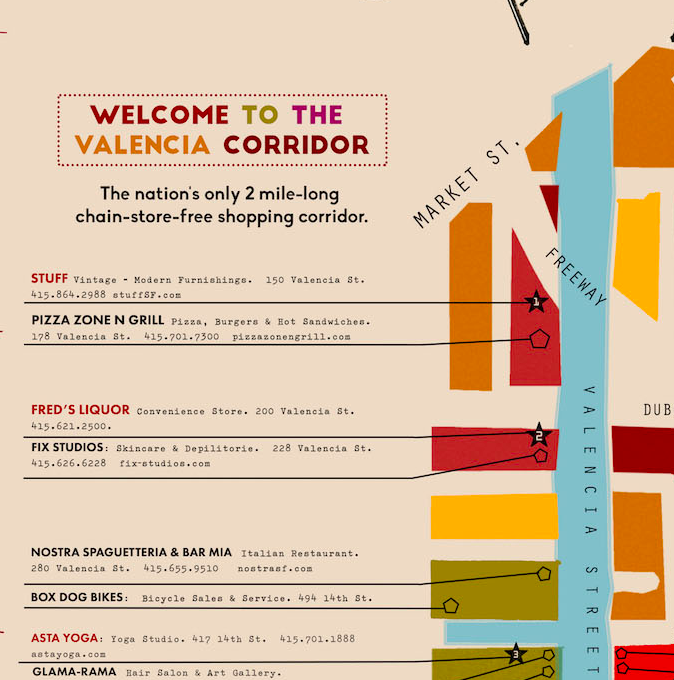 WELCOME TO THE
VALENCIA CORRIDOR
The nation's only 2 mile-long
chain-store-free shopping corridor.
MARKET ST.
FREEWAY
STUFF Vintage - Modern Furnishings. 150 Valencia St.
415.864.2988 stuffSF.com
1
PIZZA ZONE N GRILL Pizza, Burgers & Hot Sandwiches.
178 Valencia St. 415.701.7300 pizzazonengrill.com
VALENCIA STREET
DUB
FRED'S LIQUOR Convenience Store. 200 Valencia St.
415.621.2500.
2
FIX STUDIOS: Skincare & Depilitorie. 228 Valencia St.
415.626.6228 fix-studios.com
NOSTRA SPAGUETTERIA & BAR MIA Italian Restaurant.
280 Valencia St. 415.655.9510 nostrasf.com
BOX DOG BIKES: Bicycle Sales & Service. 494 14th St.
ASTA YOGA: Yoga Studio. 417 14th St. 415.701.1888
astayoga.com
3
GLAMA-RAMA Hair Salon & Art Gallery.